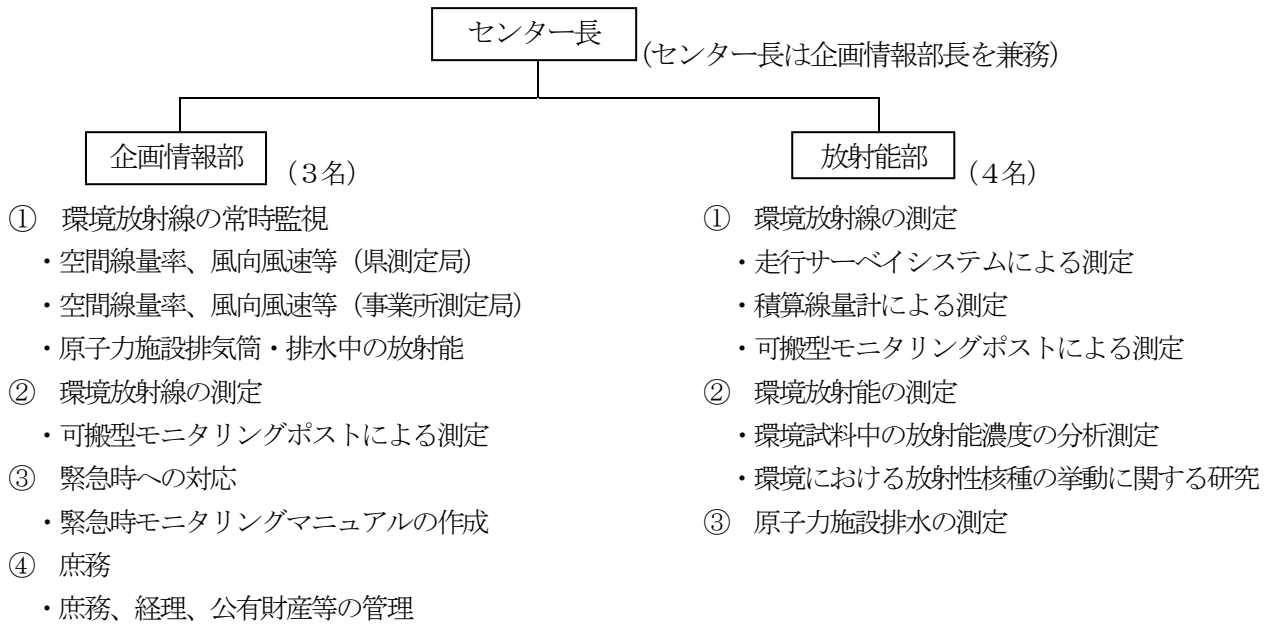 センター長
(センター長は企画情報部長を兼務)
企画情報部
（３名）
① 環境放射線の常時監視
・空間線量率、風向風速等（県測定局）
・空間線量率、風向風速等（事業所測定局）
・原子力施設排気筒・排水中の放射能
② 環境放射線の測定
・可搬型モニタリングポストによる測定
③ 緊急時への対応
・緊急時モニタリングマニュアルの作成
④ 庶務
・庶務、経理、公有財産等の管理
放射能部
（４名）
① 環境放射線の測定
・走行サーベイシステムによる測定
・積算線量計による測定
・可搬型モニタリングポストによる測定
② 環境放射能の測定
・環境試料中の放射能濃度の分析測定
・環境における放射性核種の挙動に関する研究
③ 原子力施設排水の測定